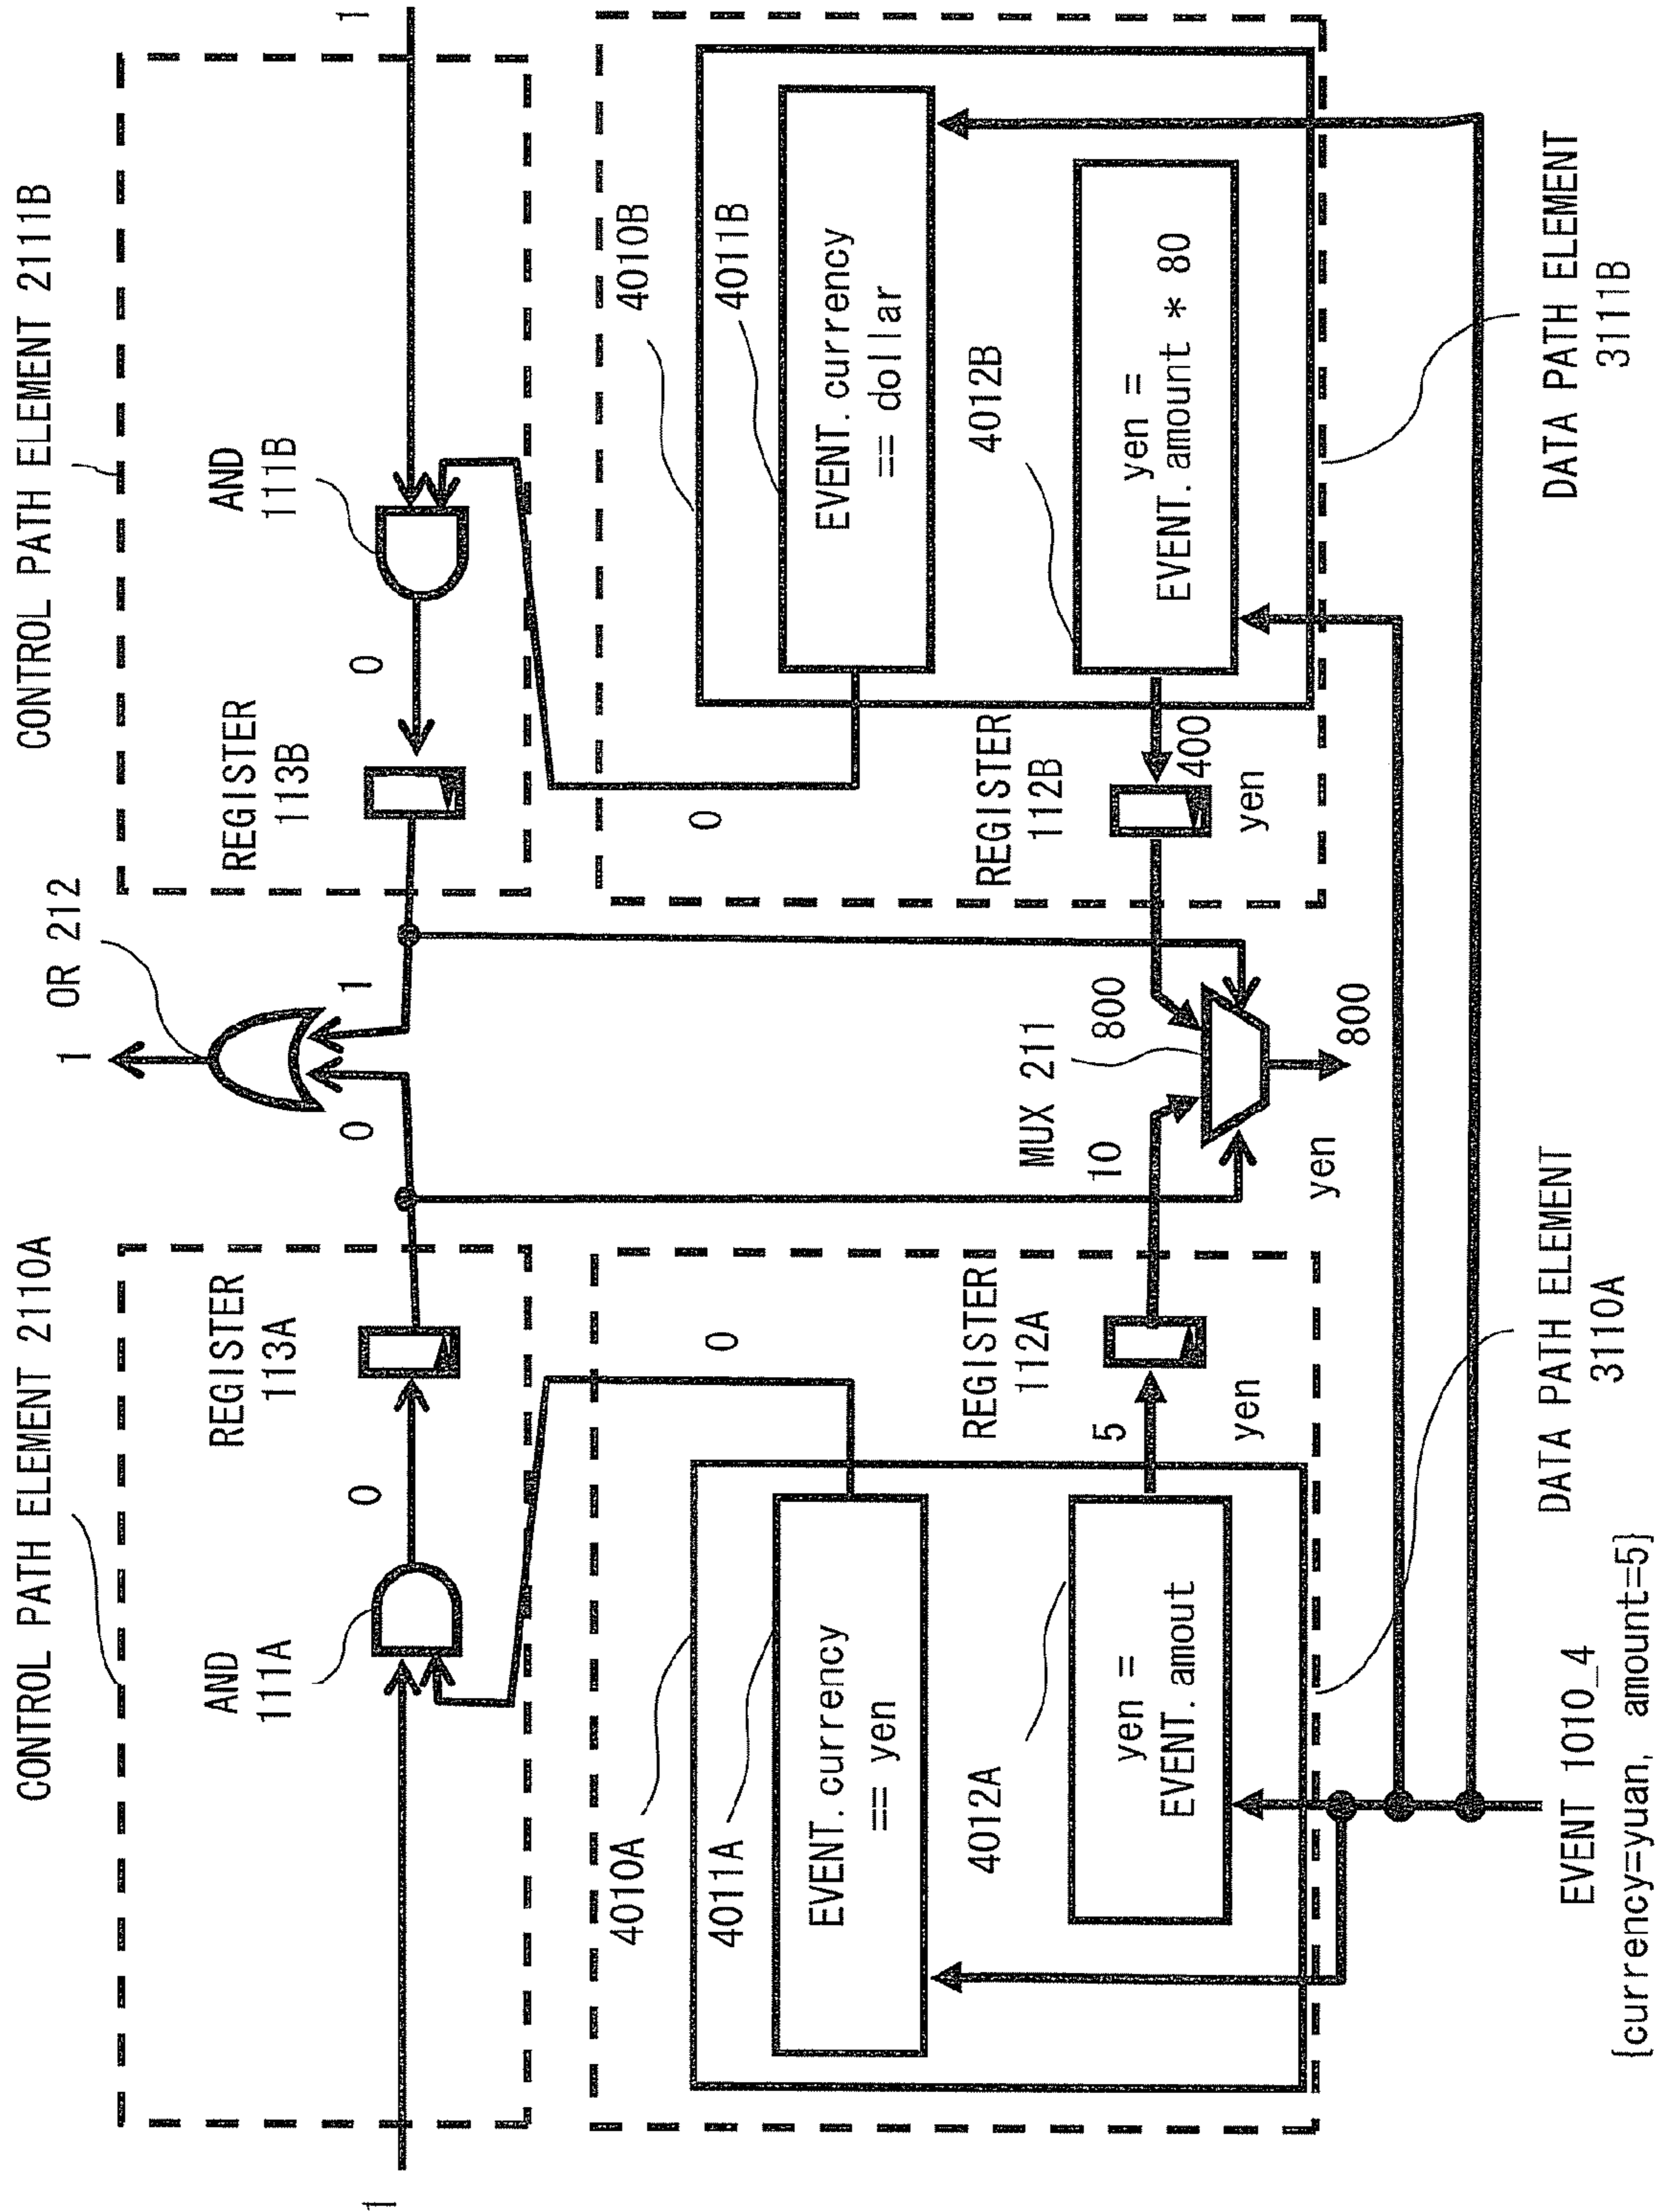 CONTROL PATH ELEMENT 2110A
CONTROL PATH ELEMENT 2111B
OR 212
1
1
1
AND
111A
0
REGISTER
113A
0
1
REGISTER
113B
0
AND
111B
4010A
4011A
EVENT.currency
== yen
0
4012A
yen =
EVENT.amout
5
REGISTER
112A
yen
MUX 211
10
800
800
yen
REGISTER
112B
400
yen
0
4010B
4011B
EVENT.currency
== dollar
4012B
yen =
EVENT.amount * 80
EVENT 1010_4
{currency=yuan, amount=5}
DATA PATH ELEMENT
3110A
DATA PATH ELEMENT
3111B